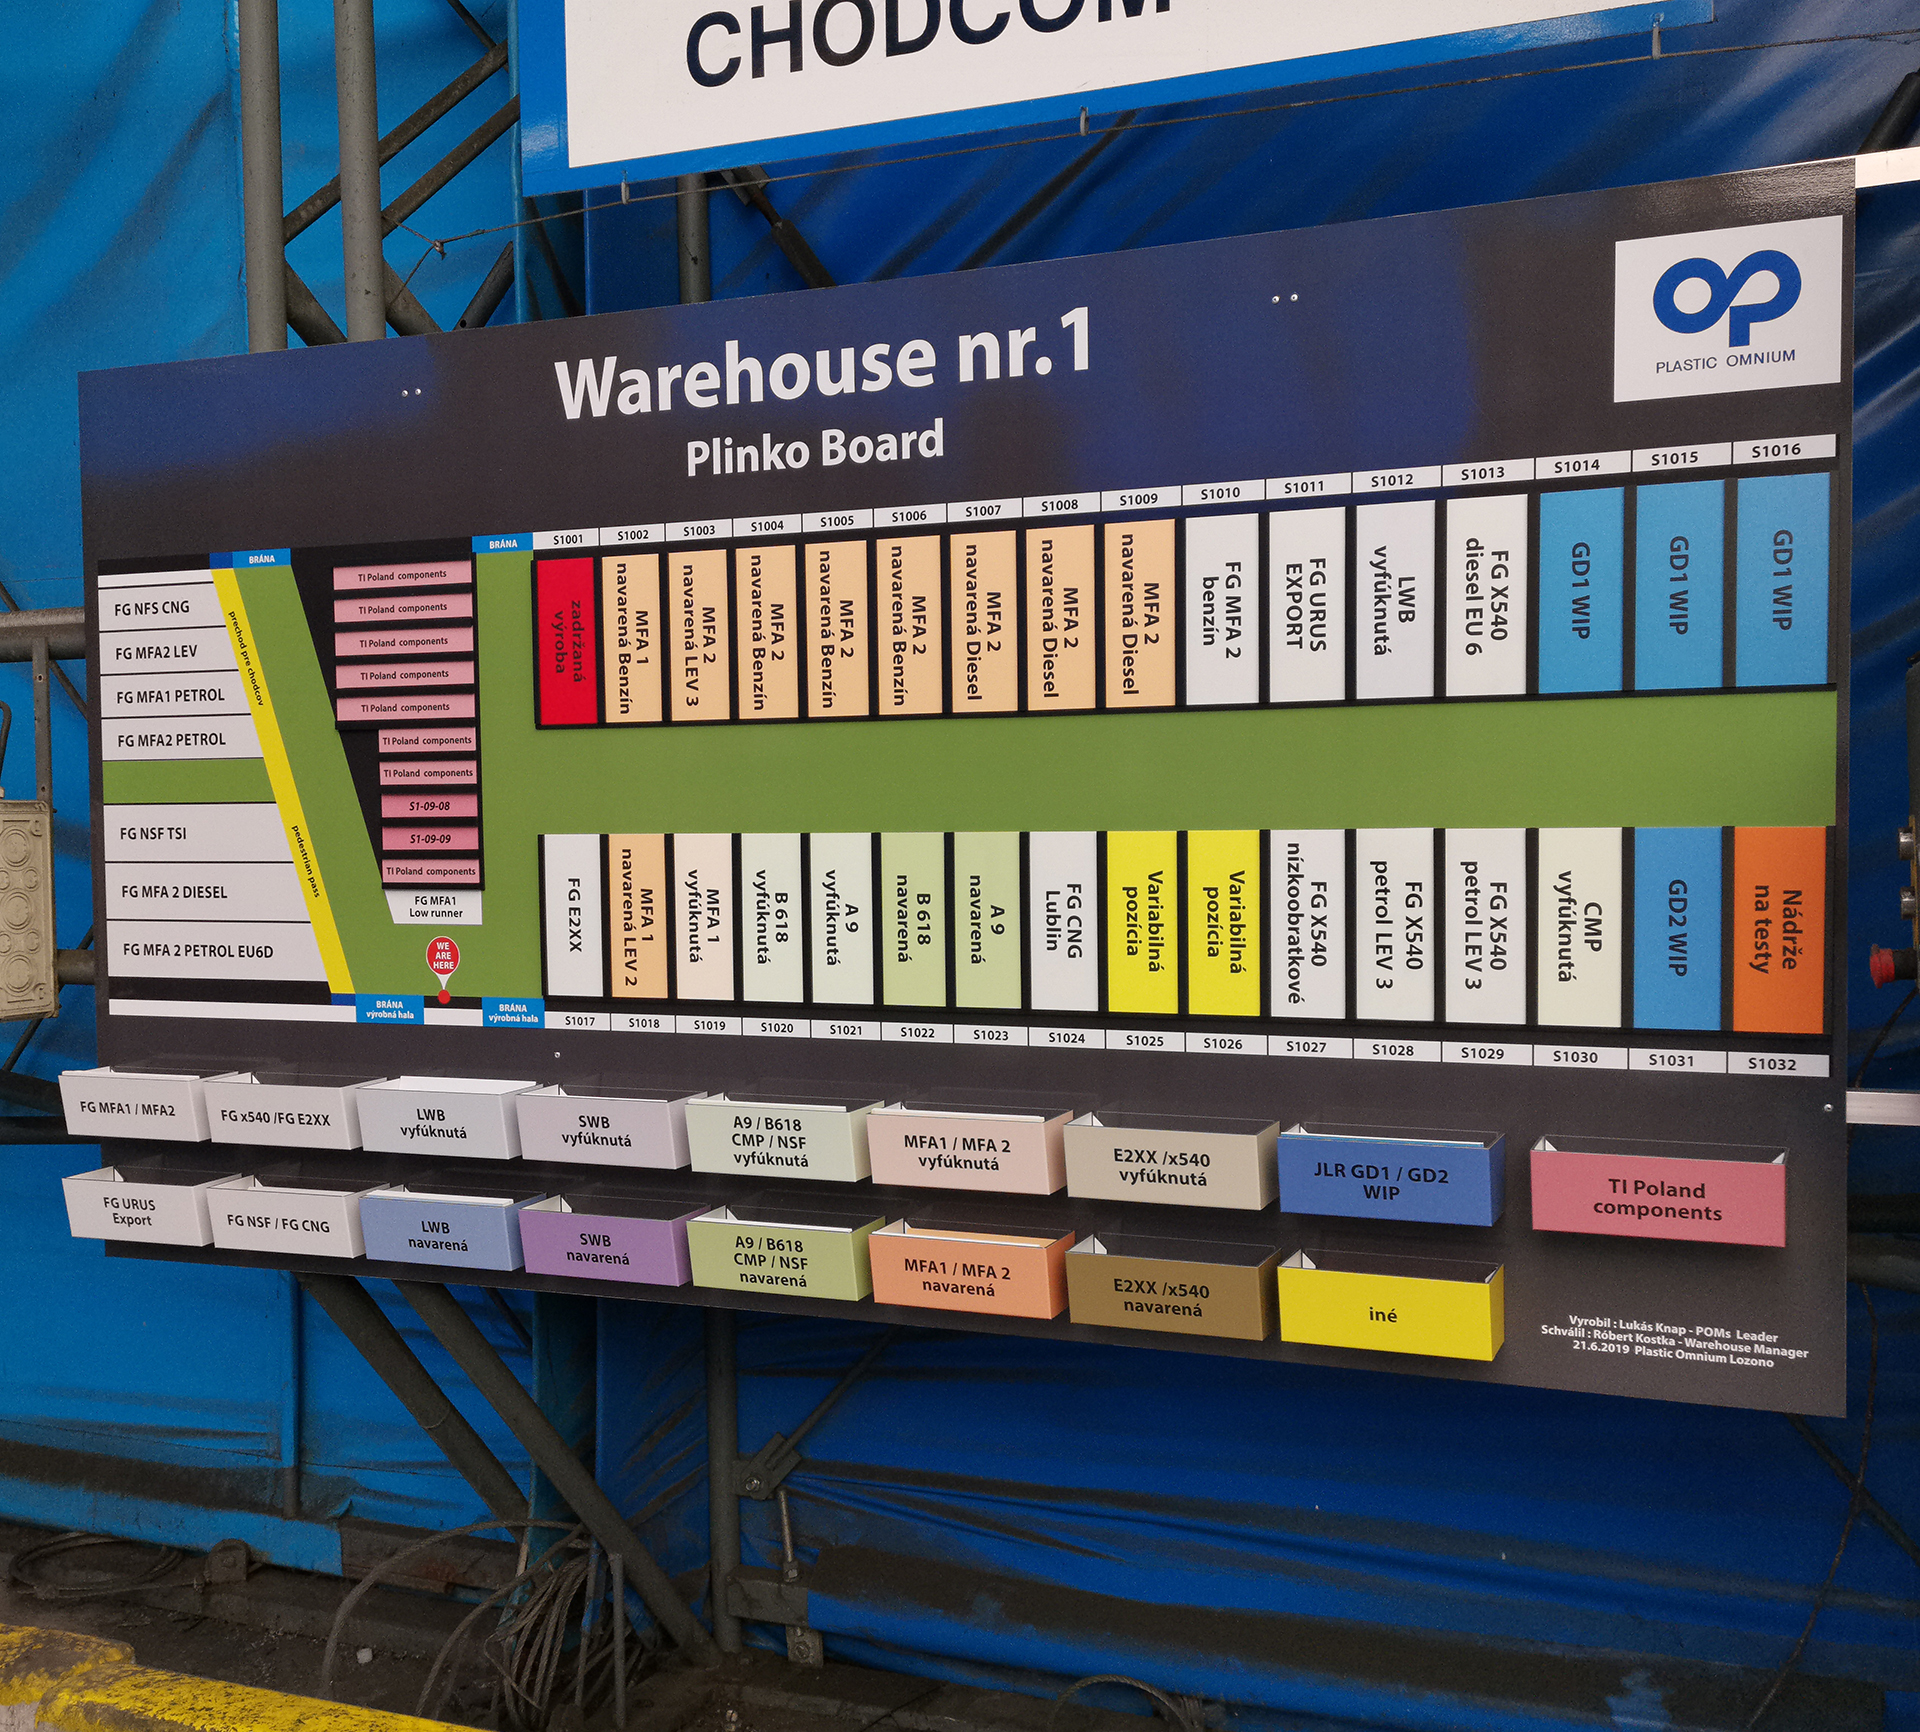 CHODCOM
Warehouse nr.1
Plinko Board
PLASTIC OMNIUM
S1001
S1002
S1003
S1004
S1005
S1006
S1007
S1008
S1009
S1010
S1011
S1012
S1013
S1014
S1015
S1016
BRÁNA
BRÁNA
FG NFS CNG
FG MFA2 LEV
FG MFA1 PETROL
FG MFA2 PETROL
FG NSF TSI
FG MFA 2 DIESEL
FG MFA 2 PETROL EU6D
prechod pre chodcov
pedestrian pass
TI Poland components
TI Poland components
TI Poland components
TI Poland components
TI Poland components
TI Poland components
TI Poland components
S1-09-08
S1-09-09
TI Poland components
FG MFA1
Low runner
WE
ARE
HERE
BRÁNA
výrobná hala
BRÁNA
výrobná hala
zadržaná
výroba
MFA 1
navarená Benzín
MFA 2
navarená LEV 3
MFA 2
navarená Benzín
MFA 2
navarená Benzín
MFA 2
navarená Benzín
MFA 2
navarená Diesel
MFA 2
navarená Diesel
MFA 2
navarená Diesel
FG MFA 2
benzín
FG URUS
EXPORT
LWB
vyfúknutá
FG X540
diesel EU 6
GD1 WIP
GD1 WIP
GD1 WIP
FG E2XX
MFA 1
navarená LEV 2
MFA 1
vyfúknutá
B 618
vyfúknutá
A 9
vyfúknutá
B 618
navarená
A 9
navarená
FG CNG
Lublin
Variabilná
pozícia
Variabilná
pozícia
FG X540
nízkoobratkové
FG X540
petrol LEV 3
FG X540
petrol LEV 3
CMP
vyfúknutá
GD2 WIP
Nádrže
na testy
S1017
S1018
S1019
S1020
S1021
S1022
S1023
S1024
S1025
S1026
S1027
S1028
S1029
S1030
S1031
S1032
FG MFA1 / MFA2
FG x540 /FG E2XX
LWB
vyfúknutá
SWB
vyfúknutá
A9 / B618
CMP / NSF
vyfúknutá
MFA1 / MFA 2
vyfúknutá
E2XX /x540
vyfúknutá
JLR GD1 / GD2
WIP
TI Poland
components
FG URUS
Export
FG NSF / FG CNG
LWB
navarená
SWB
navarená
A9 / B618
CMP / NSF
navarená
MFA1 / MFA 2
navarená
E2XX /x540
navarená
iné
Vyrobil : Lukás Knap - POMs Leader
Schválil : Róbert Kostka - Warehouse Manager
21.6.2019 Plastic Omnium Lozono